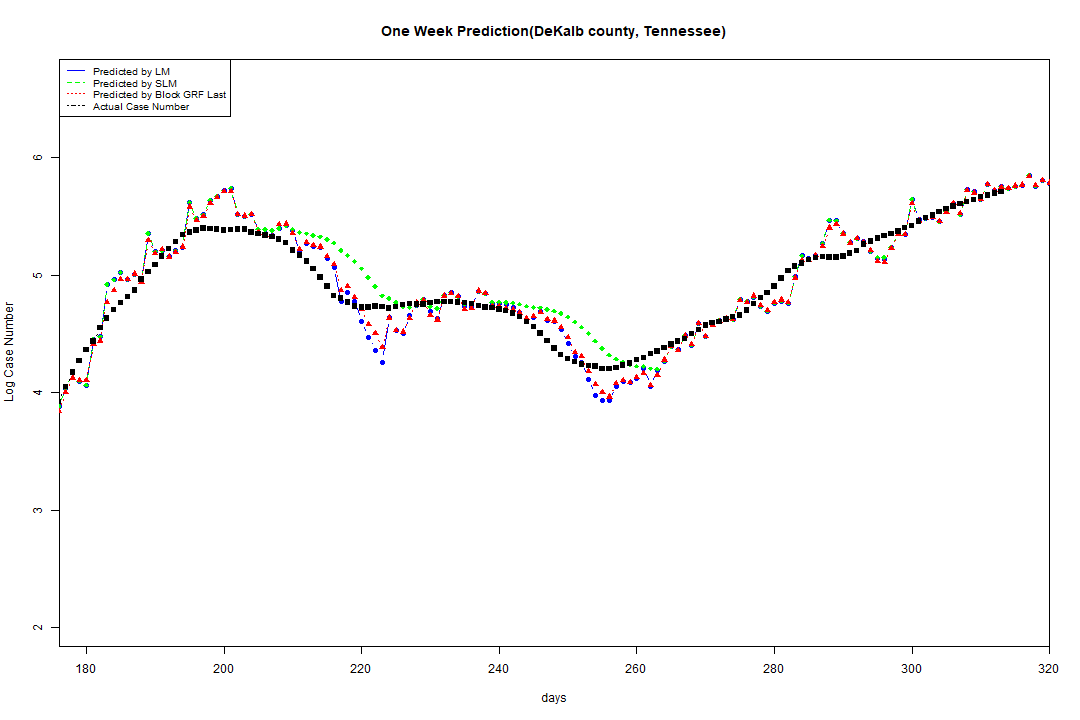 One Week Prediction(DeKalb county, Tennessee)
Predicted by LM
Predicted by SLM
Predicted by Block GRF Last
Actual Case Number
6
5
4
3
2
Log Case Number
180 200 220 240 260 280 300 320
days